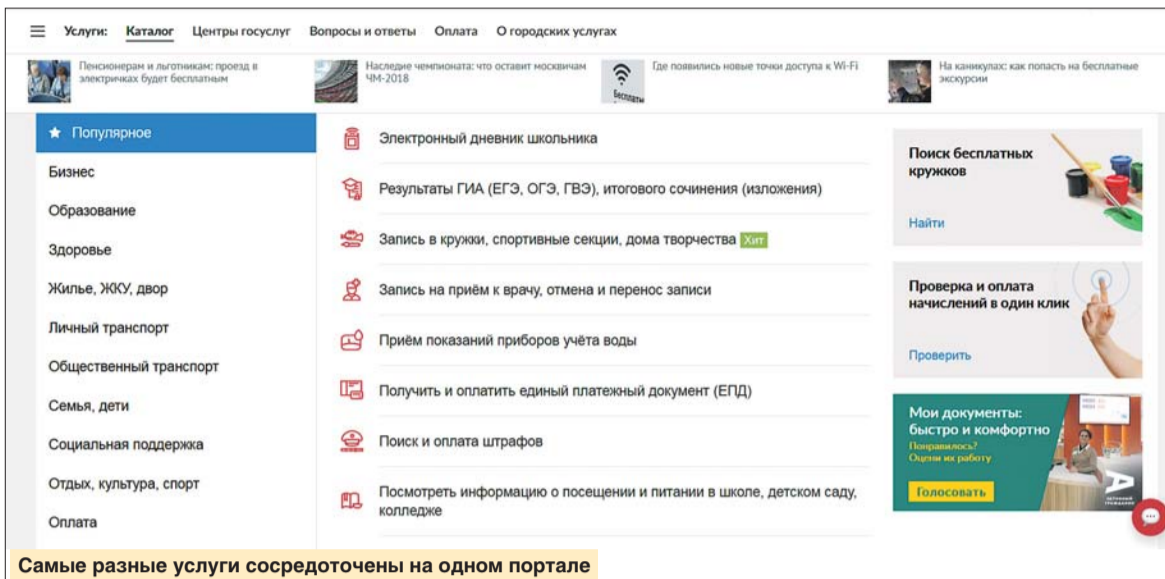 Услуги: Каталог Центры госуслуг Вопросы и ответы Оплата О городских услугах
Пенсионерам и льготникам: проезд в
электричках будет бесплатным
Наследие чемпионата: что оставит москвичам
ЧМ-2018
Бесплатн
Где появились новые точки доступа к Wi-Fi
На каникулах: как попасть на бесплатные
экскурсии
Популярное
Бизнес
Образование
Здоровье
Жилье, ЖКУ, двор
Личный транспорт
Общественный транспорт
Семья, дети
Социальная поддержка
Отдых, культура, спорт
Оплата
Электронный дневник школьника
Результаты ГИА (ЕГЭ, ОГЭ, ГВЭ), итогового сочинения (изложения)
Запись в кружки, спортивные секции, дома творчества Хит
Запись на приём к врачу, отмена и перенос записи
Приём показаний приборов учёта воды
Получить и оплатить единый платежный документ (ЕПД)
Поиск и оплата штрафов
Посмотреть информацию о посещении и питании в школе, детском саду,
колледже
Поиск бесплатных
кружков
Найти
Проверка и оплата
начислений в один клик
Проверить
Мои документы:
быстро и комфортно
Понравилось?
Оцени их работу
Голосовать
Самые разные услуги сосредоточены на одном портале